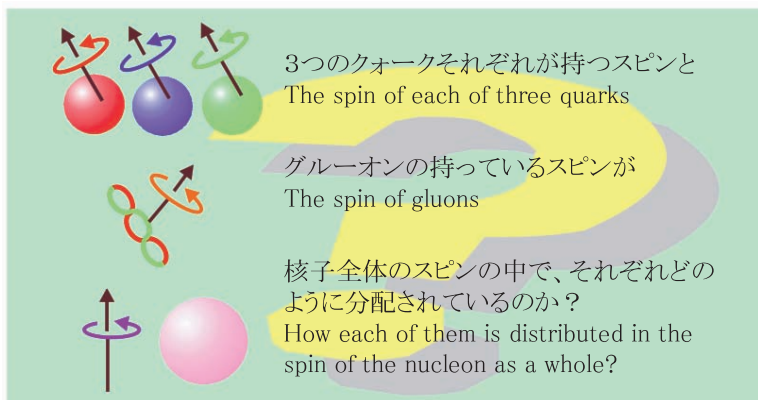 3つのクォークそれぞれが持つスピンと
The spin of each of three quarks
グルーオンの持っているスピンが
The spin of gluons
核子全体のスピンの中で、それぞれどの
ように分配されているのか？
How each of them is distributed in the
spin of the nucleon as a whole?